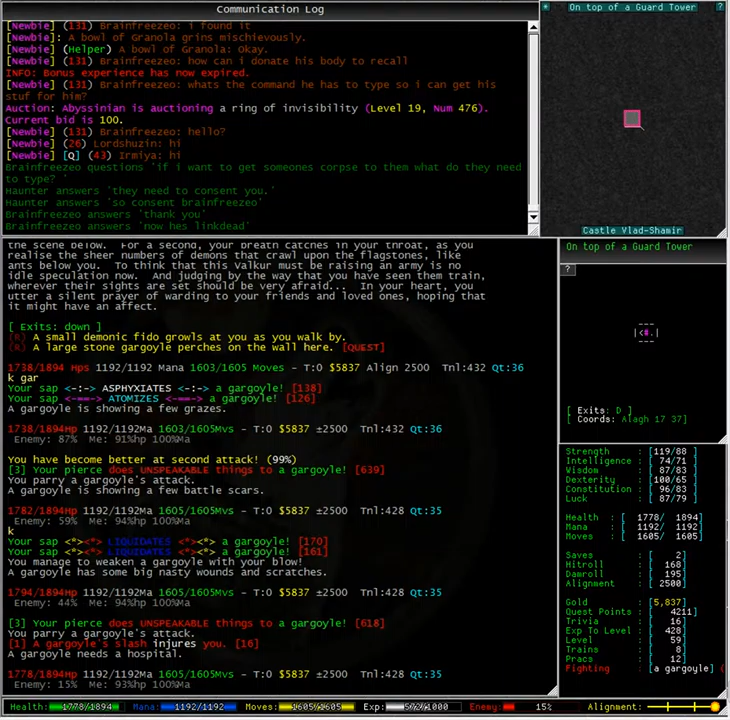 Communication Log
[Newbie] (131) Brainfreezeo: i found it
[Newbie]: A bowl of Granola grins mischievously.
[Newbie] (Helper) A bowl of Granola: Okay.
[Newbie] (131) Brainfreezeo: how can i donate his body to recall
INFO: Bonus experience has now expired.
[Newbie] (131) Brainfreezeo: whats the command he has to type so i can get his
stuf for him?
Auction: Abyssinian is auctioning a ring of invisibility (Level 19, Num 476).
Current bid is 100.
[Newbie] (131) Brainfreezeo: hello?
[Newbie] (26) Lordshuzin: hi
[Newbie] [Q] (43) Irmiya: hi
Brainfreezeo questions 'if i want to get someones corpse to them what do they need
to type? '
Haunter answers 'they need to consent you.'
Haunter answers 'so consent brainfreezeo'
Brainfreezeo answers 'thank you'
Brainfreezeo answers 'now hes linkdead'
On top of a Guard Tower
?
Castle Vlad-Shamir
the scene below.  For a second, your breath catches in your throat, as you
realise the sheer numbers of demons that crawl upon the flagstones, like
ants below you.  To think that this Valkur must be raising an army is no
idle speculation now.  And judging by the way that you have seen them train,
wherever their sights are set should be very afraid... In your heart, you
utter a silent prayer of warding to your friends and loved ones, hoping that
it might have an affect.
[ Exits: down ]
(R) A small demonic fido growls at you as you walk by.
(R) A large stone gargoyle perches on the wall here. [QUEST]
1738/1894 Hps 1192/1192 Mana 1603/1605 Moves - T:0 $5837 Align 2500 Tnl:432 Qt:36
k gar
Your sap <-:-> ASPHYXIATES <-:-> a gargoyle! [138]
Your sap <-==-> ATOMIZES <-==-> a gargoyle! [126]
A gargoyle is showing a few grazes.
1738/1894Hp 1192/1192Ma 1603/1605Mvs - T:0 $5837 ±2500  Tnl:432  Qt:36
Enemy: 87%  Me: 91%hp 100%Ma
You have become better at second attack! (99%)
[3] Your pierce does UNSPEAKABLE things to a gargoyle! [639]
You parry a gargoyle's attack.
A gargoyle is showing a few battle scars.
1782/1894Hp 1192/1192Ma 1605/1605Mvs - T:0 $5837 ±2500  Tnl:428  Qt:35
Enemy: 59%  Me: 94%hp 100%Ma
k
Your sap <*><*> LIQUIDATES <*><*> a gargoyle! [170]
Your sap <*><*> LIQUIDATES <*><*> a gargoyle! [161]
You manage to weaken a gargoyle with your blow!
A gargoyle has some big nasty wounds and scratches.
1794/1894Hp 1192/1192Ma 1605/1605Mvs - T:0 $5837 ±2500  Tnl:428  Qt:35
Enemy: 44%  Me: 94%hp 100%Ma
[3] Your pierce does UNSPEAKABLE things to a gargoyle! [618]
You parry a gargoyle's attack.
[1] A gargoyle's slash injures you. [16]
A gargoyle needs a hospital.
1778/1894Hp 1192/1192Ma 1605/1605Mvs - T:0 $5837 ±2500  Tnl:428  Qt:35
Enemy: 15%  Me: 93%hp 100%Ma
On top of a Guard Tower
?
---
|<#.|
---
[ Exits: D ]
[ Coords: Alagh 17 37]
Strength : [119/88 ]
Intelligence : [ 74/71 ]
Wisdom : [ 87/83 ]
Dexterity : [100/65 ]
Constitution : [ 96/83 ]
Luck : [ 87/79 ]
Health : [ 1778/ 1894]
Mana : [ 1192/ 1192]
Moves : [ 1605/ 1605]
Saves : [ 2]
Hitroll : [ 168]
Damroll : [ 195]
Alignment : [ 2500]
Gold : [5,837]
Quest Points : [ 4211]
Trivia : [ 16]
Exp To Level : [ 428]
Level : [ 59]
Trains : [ 8]
Pracs : [ 12]
Fighting : [a gargoyle] (
Health: 1778/1894 Mana: 1192/1192 Moves: 1605/1605 Exp: 572/1000 Enemy: 15% Alignment: